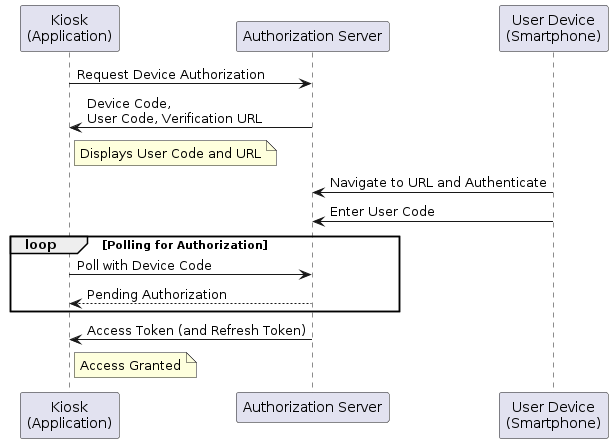 Kiosk
(Application)
Authorization Server
User Device
(Smartphone)
Request Device Authorization
Device Code,
User Code, Verification URL
Displays User Code and URL
Navigate to URL and Authenticate
Enter User Code
loop [Polling for Authorization]
Poll with Device Code
Pending Authorization
Access Token (and Refresh Token)
Access Granted
Kiosk
(Application)
Authorization Server
User Device
(Smartphone)